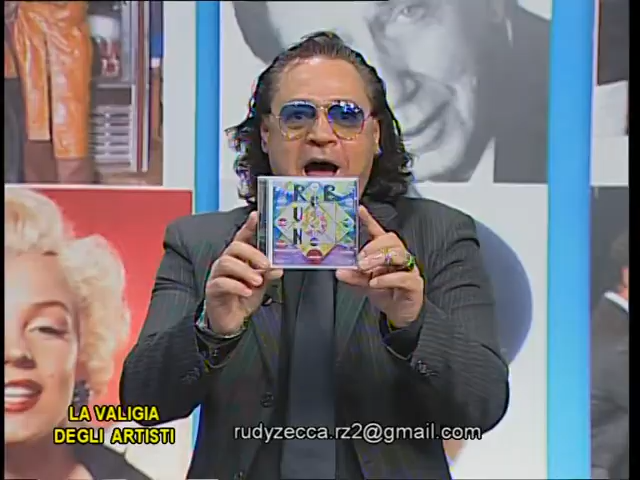 R B
U
N
LA VALIGIA
DEGLI ARTISTI
rudyzecca.rz2@gmail.com